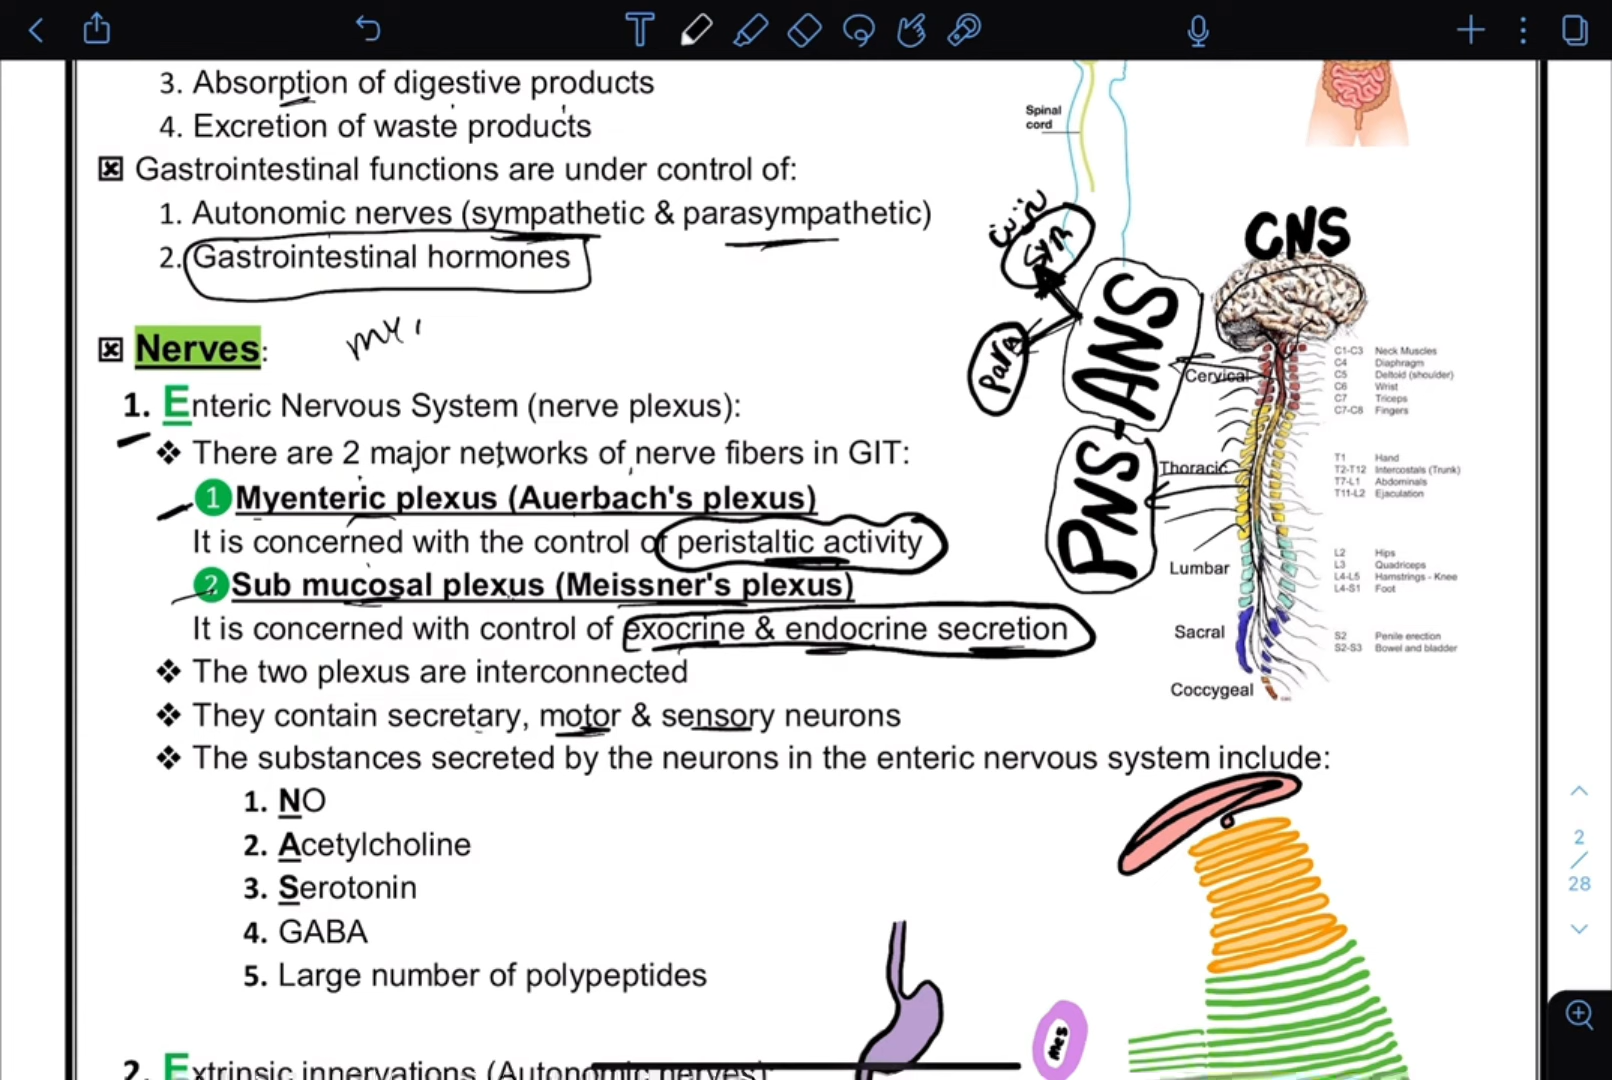 3. Absorption of digestive products
4. Excretion of waste products
Gastrointestinal functions are under control of:
1. Autonomic nerves (sympathetic & parasympathetic)
2. Gastrointestinal hormones
Nerves:
1. Enteric Nervous System (nerve plexus):
There are 2 major networks of nerve fibers in GIT:
1 Myenteric plexus (Auerbach's plexus)
It is concerned with the control of peristaltic activity
2 Sub mucosal plexus (Meissner's plexus)
It is concerned with control of exocrine & endocrine secretion
The two plexus are interconnected
They contain secretary, motor & sensory neurons
The substances secreted by the neurons in the enteric nervous system include:
1. NO
2. Acetylcholine
3. Serotonin
4. GABA
5. Large number of polypeptides
2. Extrinsic innervations (Autonomic nerves):
Spinal
cord
CNS
Sym
Para
ANS
PNS
Cervical
Thoracic
Lumbar
Sacral
Coccygeal
C1-C3 Neck Muscles
C4 Diaphragm
C5 Deltoid (shoulder)
C6 Wrist
C7 Triceps
C7-C8 Fingers
T1 Hand
T2-T12 Intercostals (Trunk)
T7-L1 Abdominals
T11-L2 Ejaculation
L2 Hips
L3 Quadriceps
L4-L5 Hamstrings - Knee
L4-S1 Foot
S2 Penile erection
S2-S3 Bowel and bladder
Mes
2
/
28